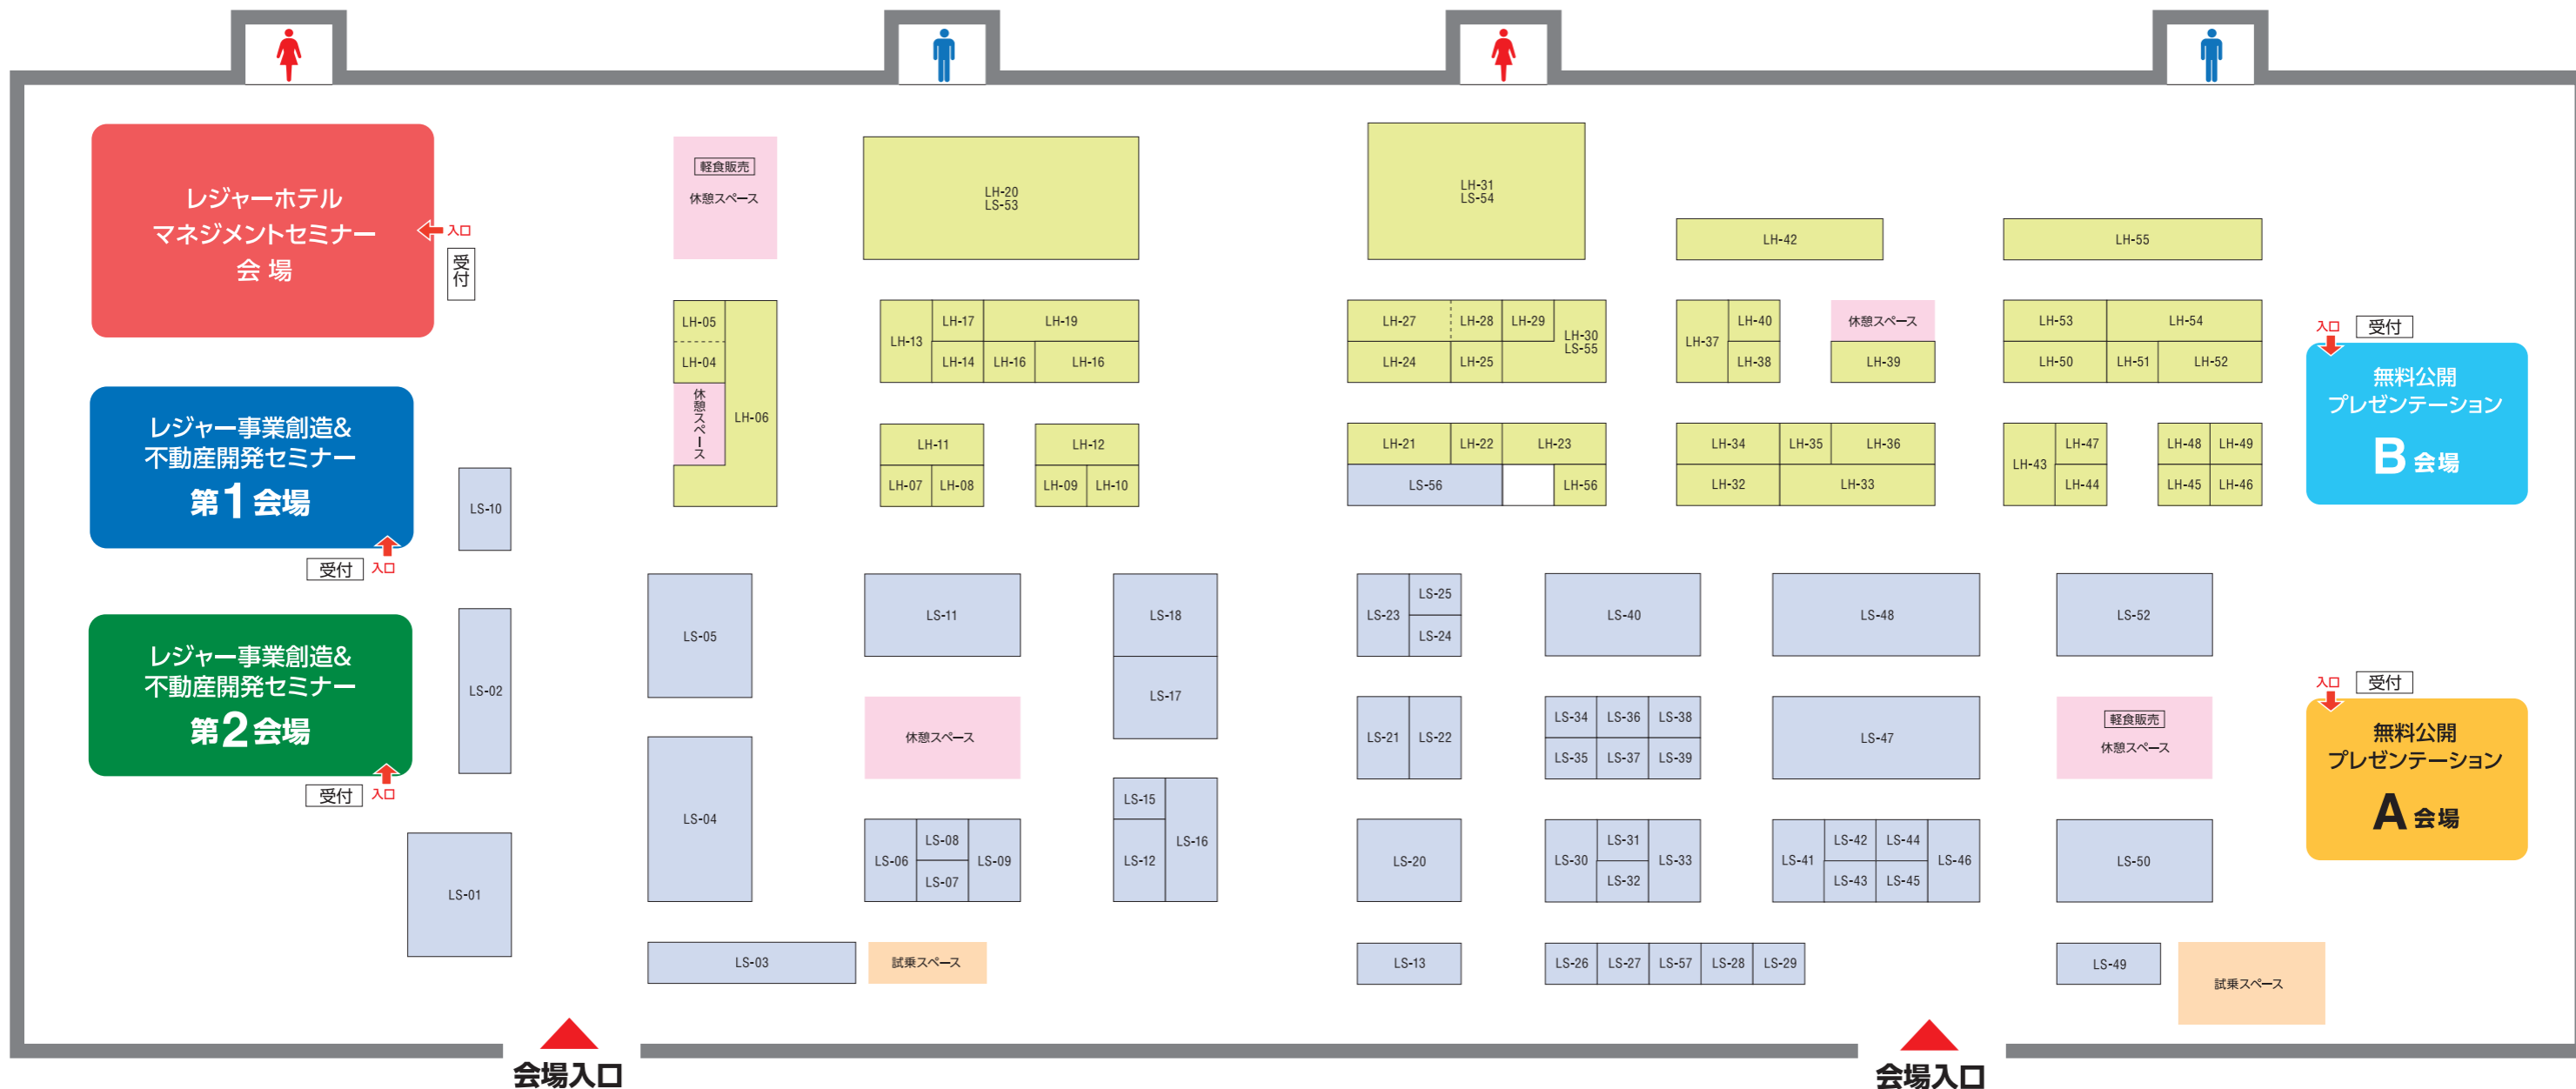 レジャーホテル
マネジメントセミナー
会 場
入口
受付
レジャー事業創造&
不動産開発セミナー
第1会場
受付
入口
レジャー事業創造&
不動産開発セミナー
第2会場
受付
入口
LS-10
LS-02
LS-01
軽食販売
休憩スペース
LH-20
LS-53
LH-31
LS-54
LH-42
LH-55
LH-05
LH-04
休憩スペース
LH-06
LH-13
LH-17
LH-19
LH-14
LH-16
LH-16
LH-11
LH-07
LH-08
LH-12
LH-09
LH-10
LH-27
LH-28
LH-29
LH-30
LS-55
LH-24
LH-25
LH-21
LH-22
LH-23
LS-56
LH-56
LH-37
LH-40
LH-38
休憩スペース
LH-39
LH-34
LH-35
LH-36
LH-32
LH-33
LH-53
LH-54
LH-50
LH-51
LH-52
LH-43
LH-47
LH-44
LH-48
LH-49
LH-45
LH-46
入口
受付
無料公開
プレゼンテーション
B 会場
LS-05
LS-04
LS-03
LS-11
休憩スペース
LS-06
LS-08
LS-07
LS-09
試乗スペース
LS-18
LS-17
LS-15
LS-12
LS-16
LS-23
LS-25
LS-24
LS-21
LS-22
LS-20
LS-13
LS-40
LS-34
LS-36
LS-38
LS-35
LS-37
LS-39
LS-30
LS-31
LS-32
LS-33
LS-26
LS-27
LS-57
LS-28
LS-29
LS-48
LS-47
LS-41
LS-42
LS-44
LS-43
LS-45
LS-46
LS-52
軽食販売
休憩スペース
LS-50
LS-49
試乗スペース
入口
受付
無料公開
プレゼンテーション
A 会場
会場入口
会場入口